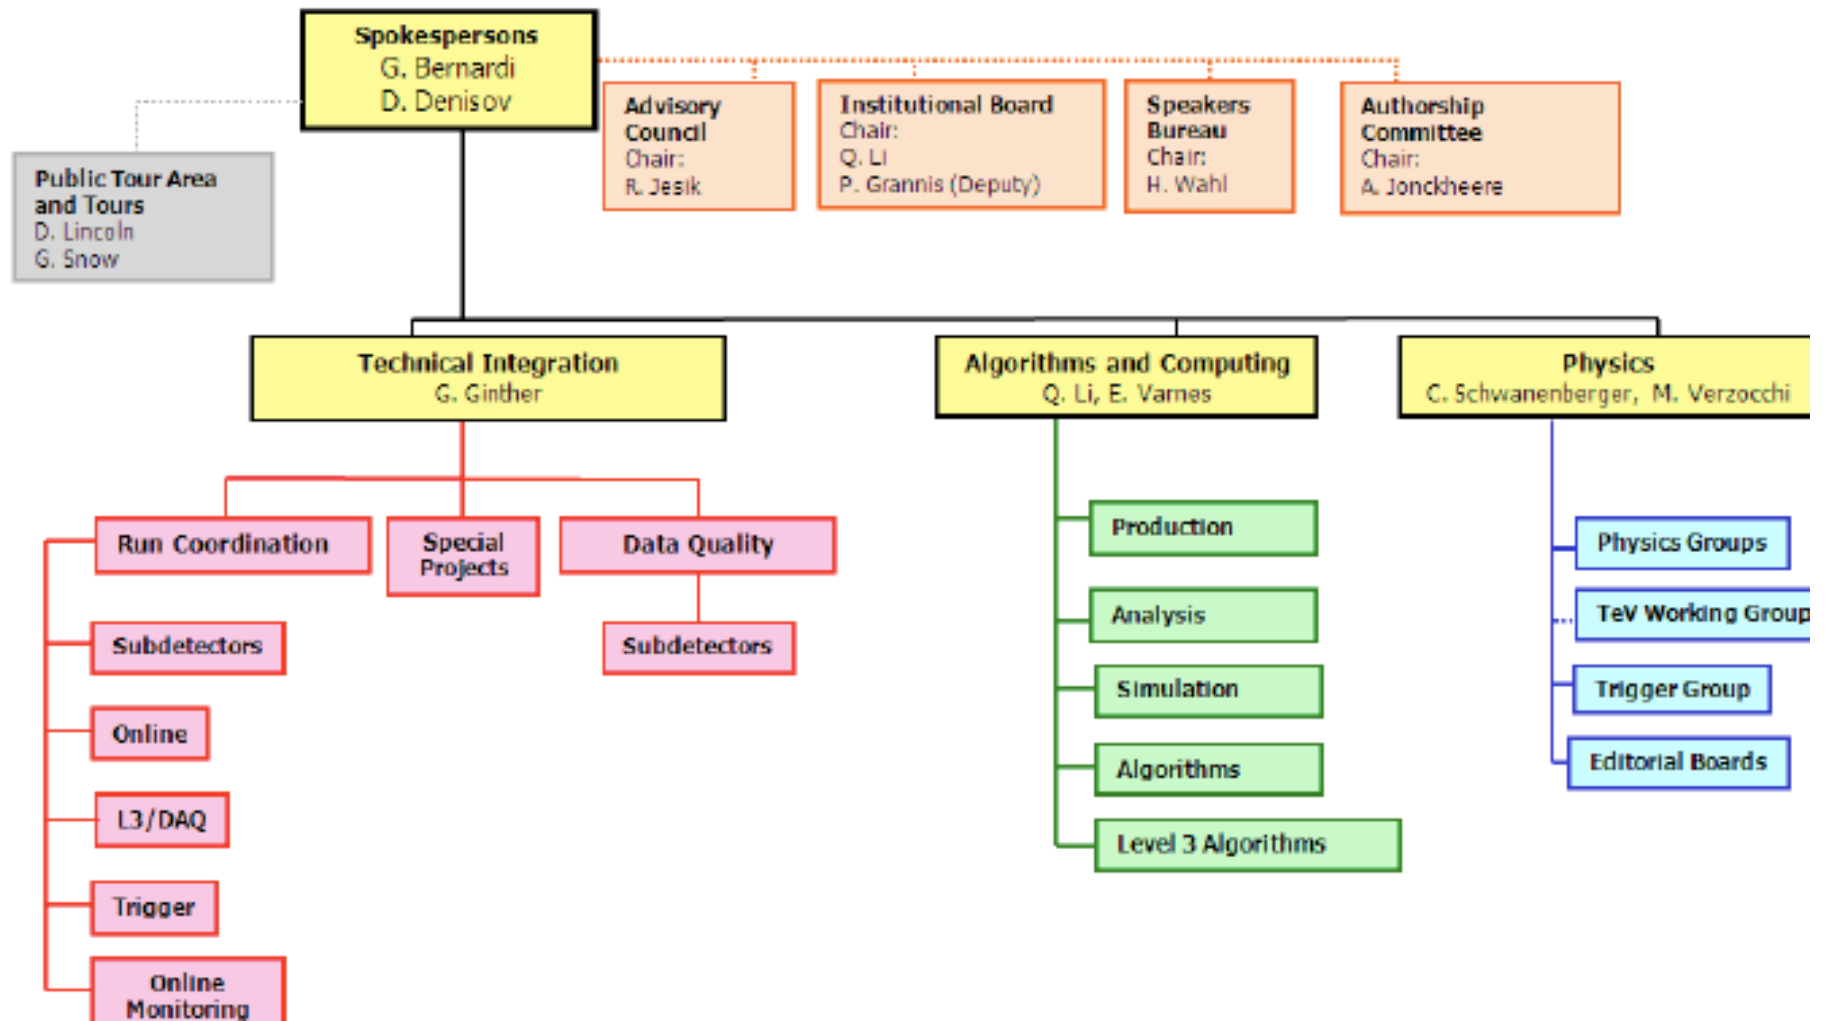 Spokespersons
G. Bernardi
D. Denisov
Advisory
Council
Chair:
R. Jesik
Institutional Board
Chair:
Q. Li
P. Grannis (Deputy)
Speakers
Bureau
Chair:
H. Wahl
Authorship
Committee
Chair:
A. Jonckheere
Public Tour Area
and Tours
D. Lincoln
G. Snow
Technical Integration
G. Ginther
Algorithms and Computing
Q. Li, E. Varnes
Physics
C. Schwanenberger, M. Verzocchi
Run Coordination
Special
Projects
Data Quality
Subdetectors
Subdetectors
Online
L3/DAQ
Trigger
Online
Monitoring
Production
Analysis
Simulation
Algorithms
Level 3 Algorithms
Physics Groups
TeV Working Group
Trigger Group
Editorial Boards